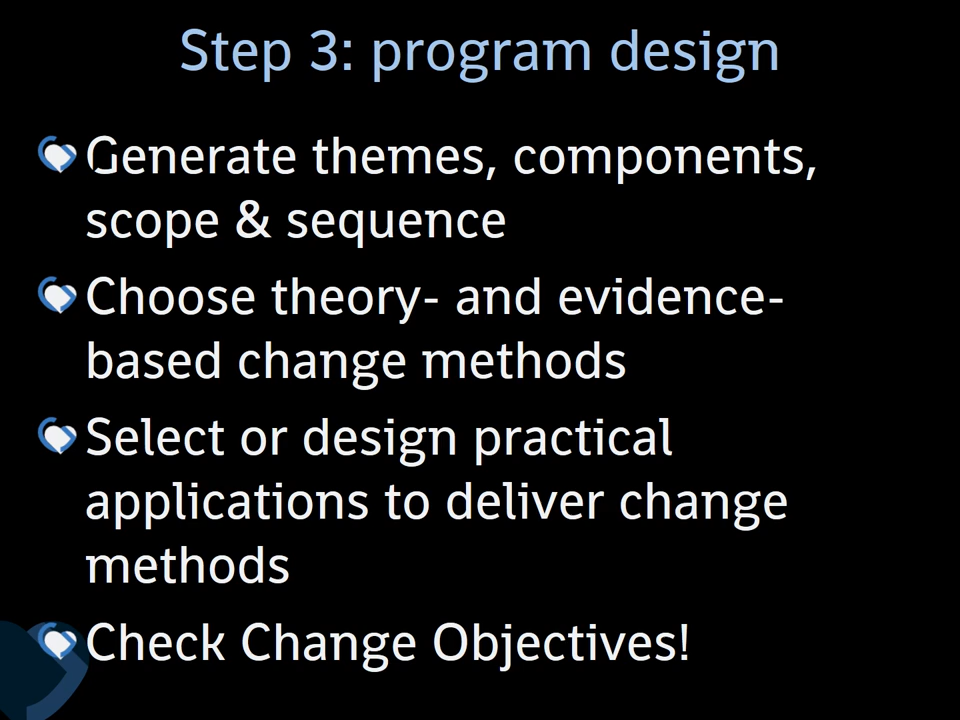 Step 3: program design
Generate themes, components,
scope & sequence
Choose theory- and evidence-
based change methods
Select or design practical
applications to deliver change
methods
Check Change Objectives!